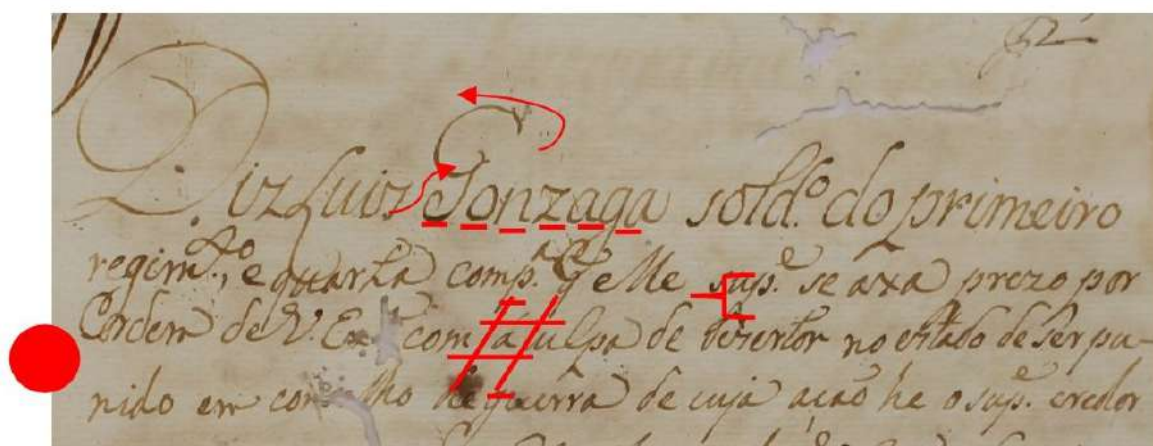 Diz Luiz Gonzaga sold.º do primeiro
regim.to, e quarta comp.a q̃ elle sup.e se axa prezo por
Ordem de V. Ex.a com a culpa de dezertor no estado de ser pu-
nido em conselho de guerra de cuja acaõ he o sup.e credor